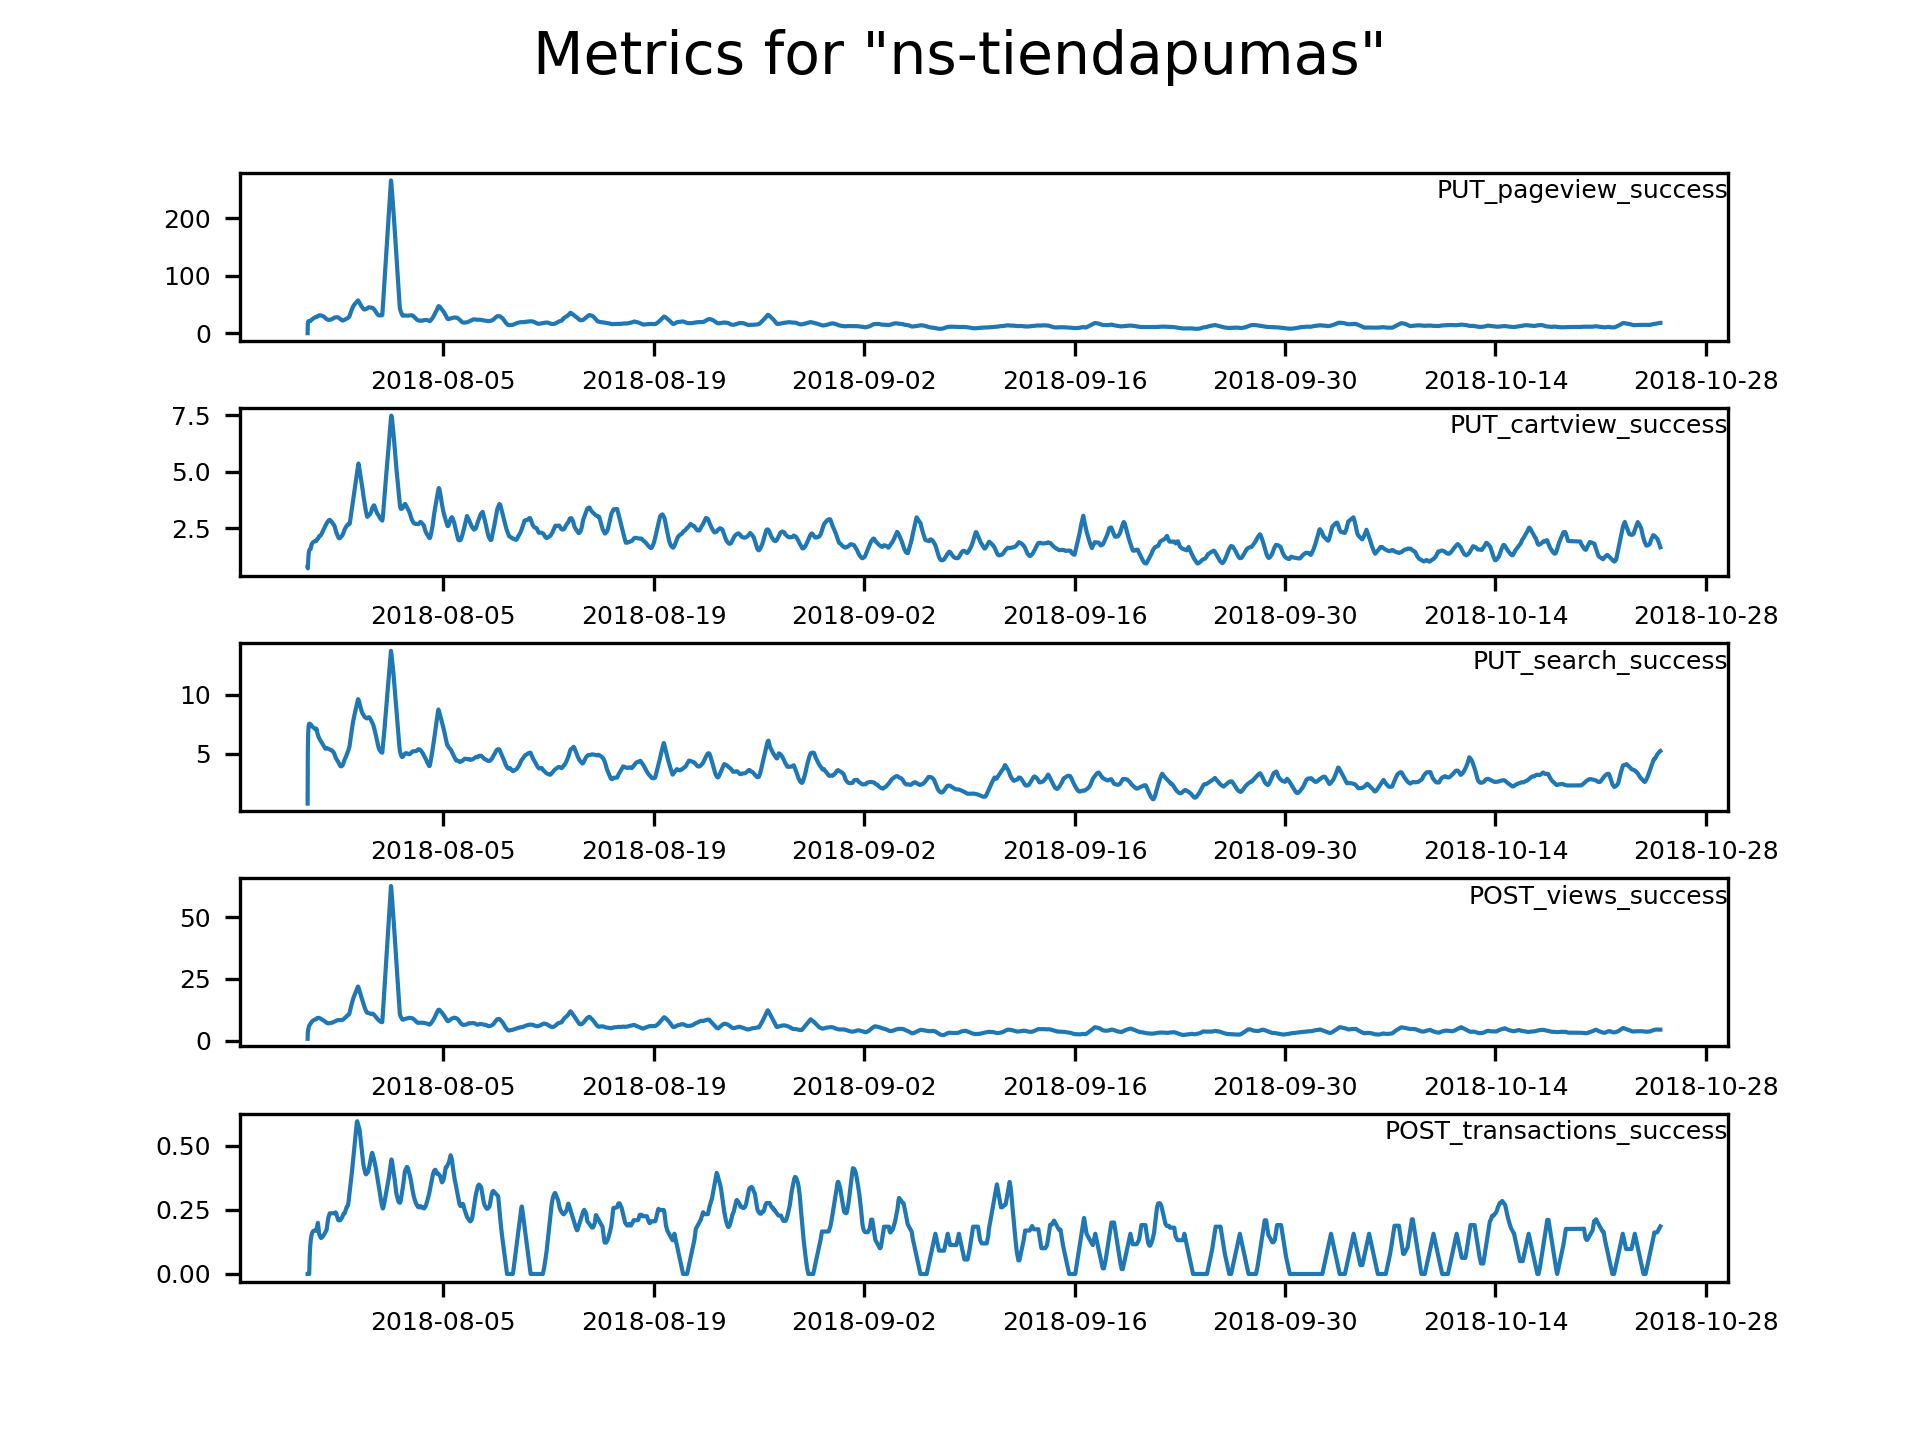 Metrics for "ns-tiendapumas"
PUT_pageview_success
200
100
0
2018-08-05 2018-08-19 2018-09-02 2018-09-16 2018-09-30 2018-10-14 2018-10-28
PUT_cartview_success
7.5
5.0
2.5
2018-08-05 2018-08-19 2018-09-02 2018-09-16 2018-09-30 2018-10-14 2018-10-28
PUT_search_success
10
5
2018-08-05 2018-08-19 2018-09-02 2018-09-16 2018-09-30 2018-10-14 2018-10-28
POST_views_success
50
25
0
2018-08-05 2018-08-19 2018-09-02 2018-09-16 2018-09-30 2018-10-14 2018-10-28
POST_transactions_success
0.50
0.25
0.00
2018-08-05 2018-08-19 2018-09-02 2018-09-16 2018-09-30 2018-10-14 2018-10-28